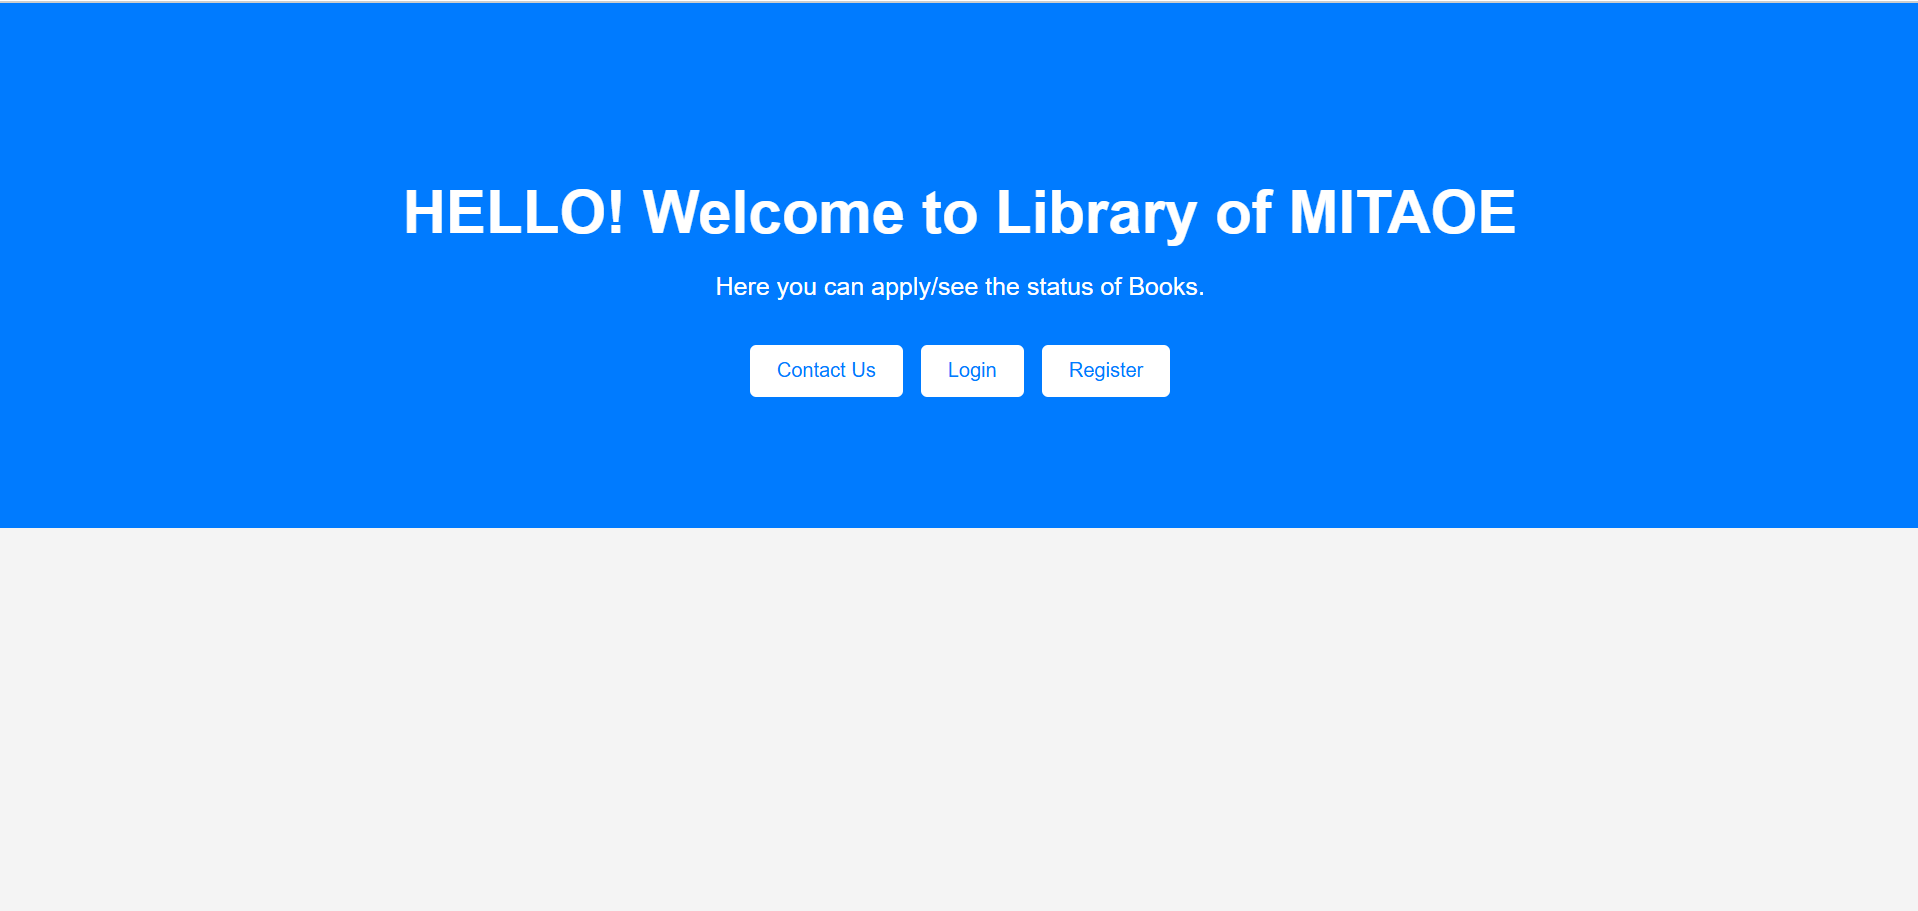 HELLO! Welcome to Library of MITAOE
Here you can apply/see the status of Books.
Contact Us
Login
Register